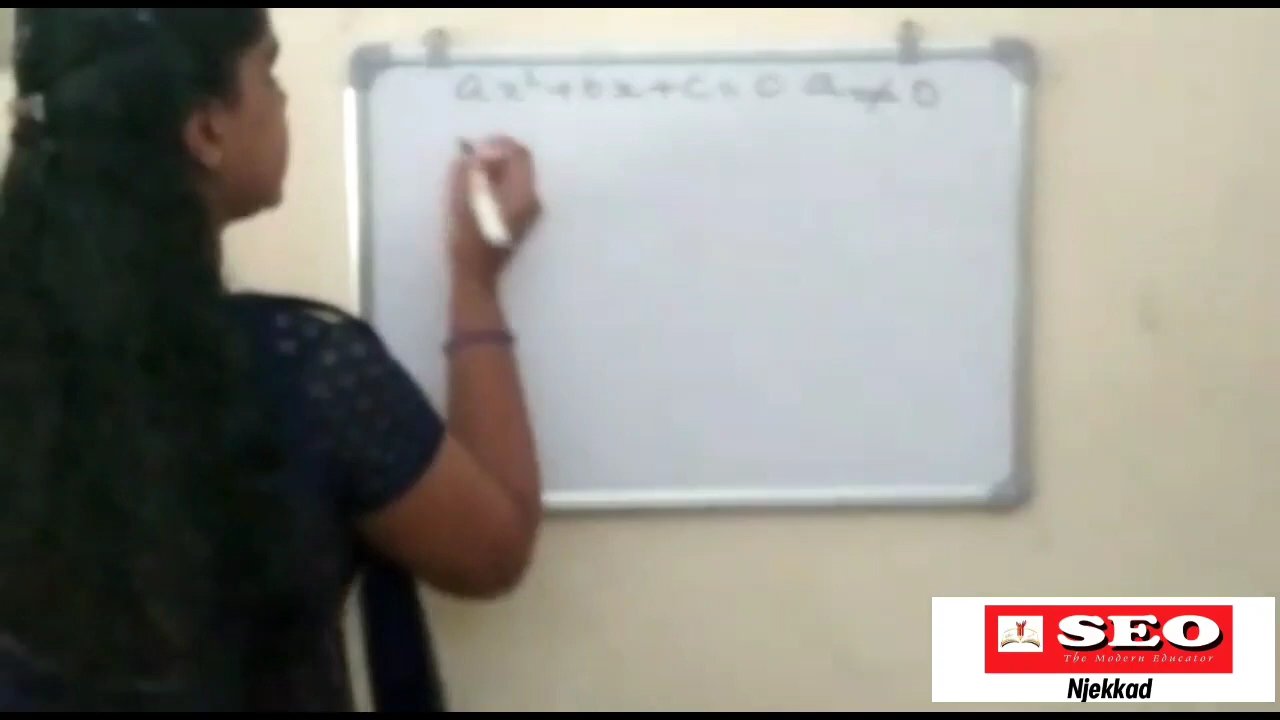 ax² + bx + c = 0 a ≠ 0
SEO
The Modern Educator
Njekkad